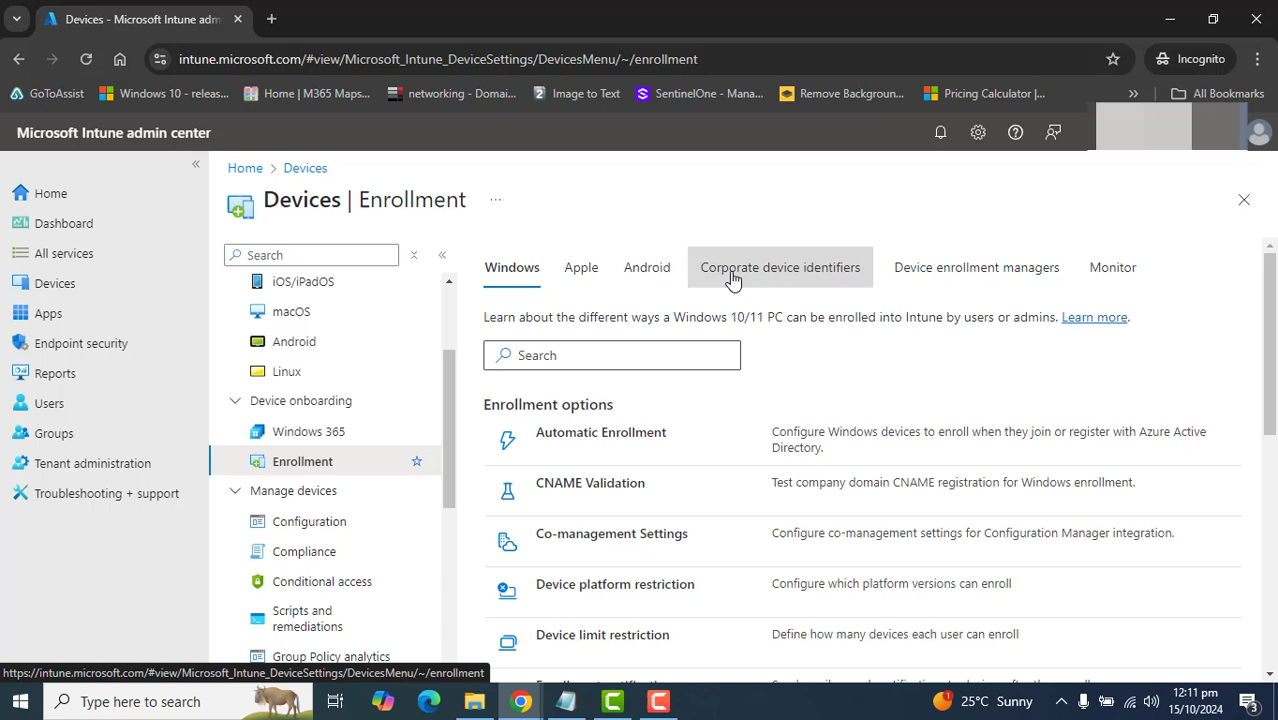 Devices - Microsoft Intune adm
intune.microsoft.com/#view/Microsoft_Intune_DeviceSettings/DevicesMenu/~/enrollment
Incognito
GoToAssist
Windows 10 - releas...
Home | M365 Maps...
networking - Domai...
Image to Text
SentinelOne - Mana...
Remove Backgroun...
Pricing Calculator |...
All Bookmarks
Microsoft Intune admin center
Home
Dashboard
All services
Devices
Apps
Endpoint security
Reports
Users
Groups
Tenant administration
Troubleshooting + support
Home > Devices
Devices | Enrollment
Search
iOS/iPadOS
macOS
Android
Linux
Device onboarding
Windows 365
Enrollment
Manage devices
Configuration
Compliance
Conditional access
Scripts and
remediations
Group Policy analytics
Windows
Apple
Android
Corporate device identifiers
Device enrollment managers
Monitor
Learn about the different ways a Windows 10/11 PC can be enrolled into Intune by users or admins. Learn more.
Search
Enrollment options
Automatic Enrollment
Configure Windows devices to enroll when they join or register with Azure Active
Directory.
CNAME Validation
Test company domain CNAME registration for Windows enrollment.
Co-management Settings
Configure co-management settings for Configuration Manager integration.
Device platform restriction
Configure which platform versions can enroll
Device limit restriction
Define how many devices each user can enroll
https://intune.microsoft.com/#view/Microsoft_Intune_DeviceSettings/DevicesMenu/~/enrollment
Type here to search
25°C Sunny
12:11 pm
15/10/2024
3